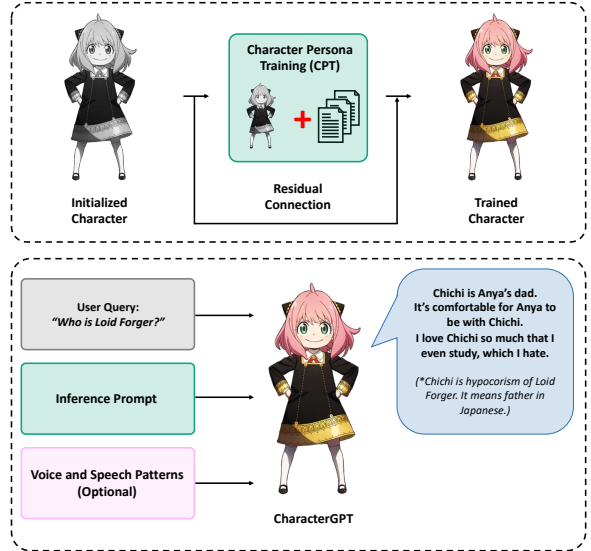 Character Persona
Training (CPT)
Initialized
Character
Residual
Connection
Trained
Character
User Query:
“Who is Loid Forger?”
Inference Prompt
Voice and Speech Patterns
(Optional)
CharacterGPT
Chichi is Anya’s dad.
It’s comfortable for Anya to
be with Chichi.
I love Chichi so much that I
even study, which I hate.
(*Chichi is hypocorism of Loid
Forger. It means father in
Japanese.)